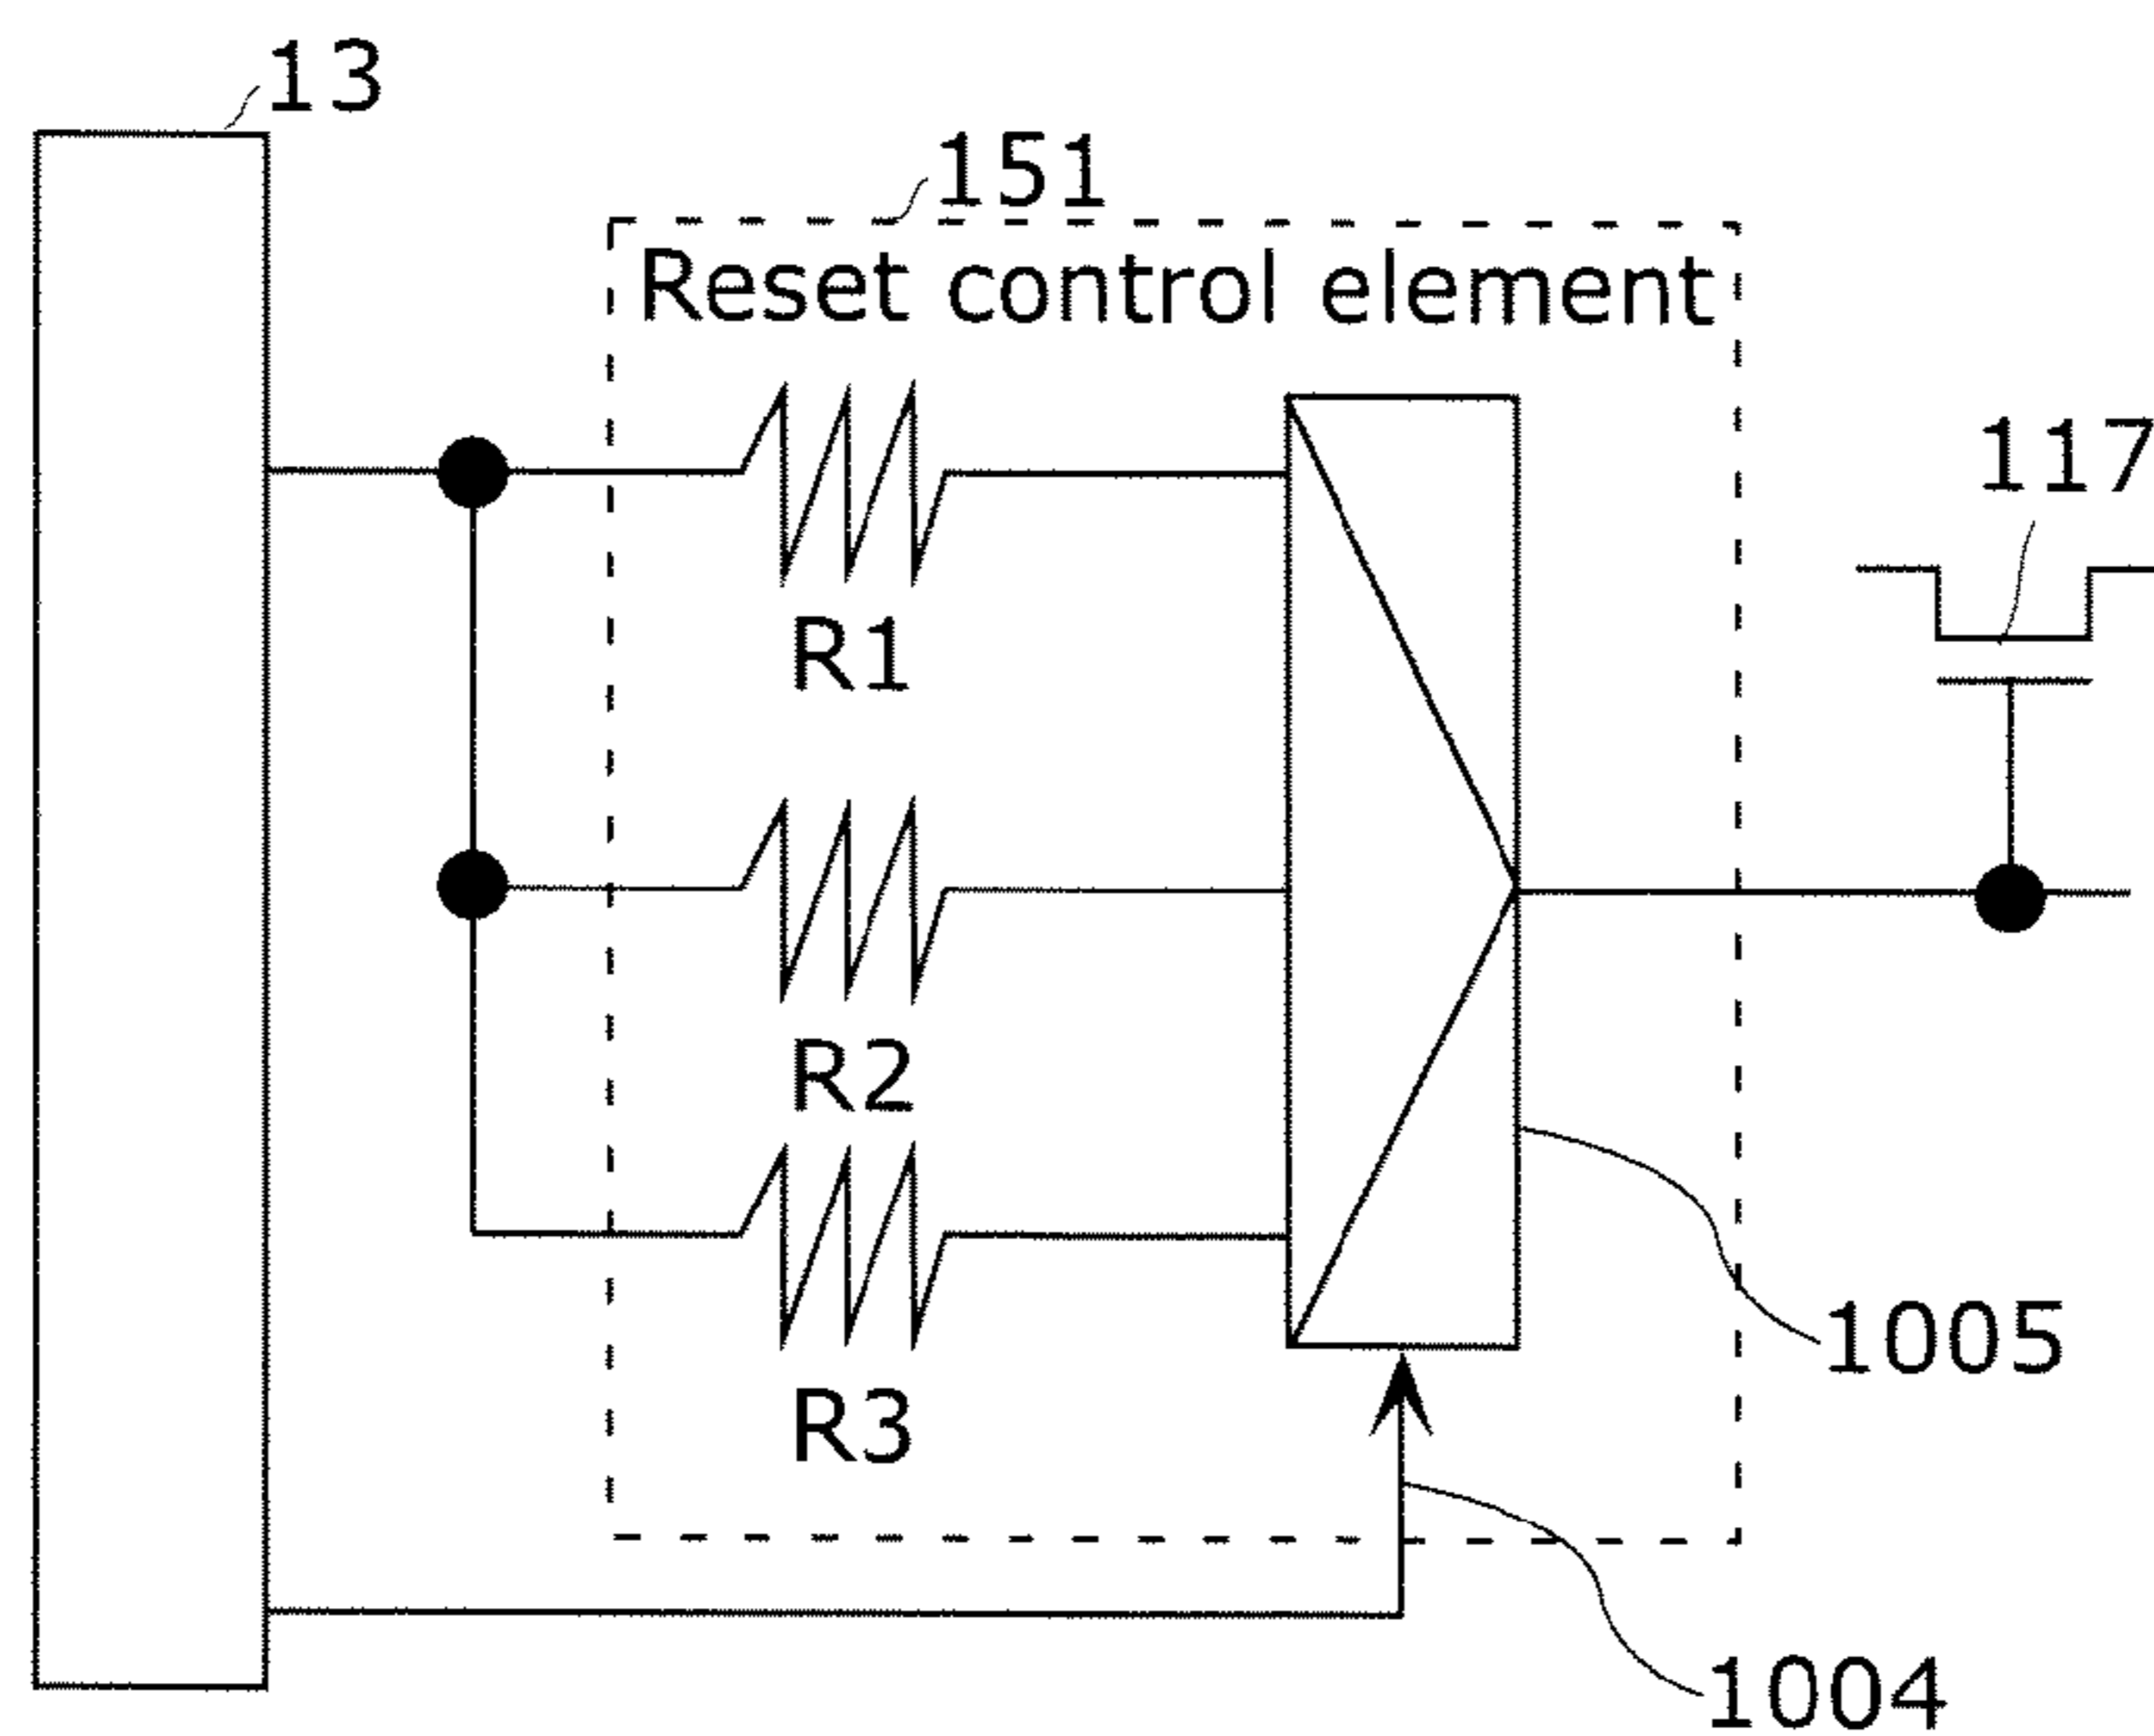 13
151
Reset control element
117
R1
R2
R3
1005
1004